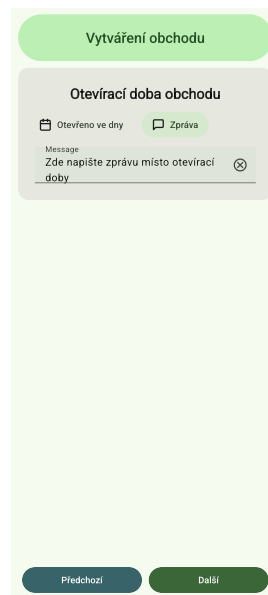 Vytváření obchodu
Otevírací doba obchodu
Otevřeno ve dny
Zpráva
Message
Zde napište zprávu místo otevírací
doby
Předchozí
Další